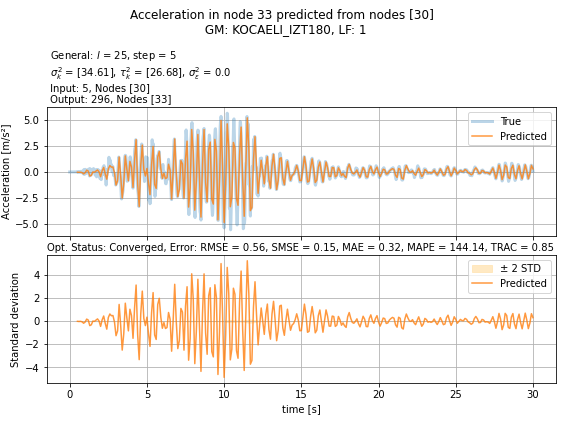 Acceleration in node 33 predicted from nodes [30]
GM: KOCAELI_IZT180, LF: 1
General: l = 25, step = 5
σ²ₖ = [34.61], τ²ₖ = [26.68], σ²ε = 0.0
Input: 5, Nodes [30]
Output: 296, Nodes [33]
Acceleration [m/s²]
5.0
2.5
0.0
−2.5
−5.0
True
Predicted
Opt. Status: Converged, Error: RMSE = 0.56, SMSE = 0.15, MAE = 0.32, MAPE = 144.14, TRAC = 0.85
Standard deviation
4
2
0
−2
−4
± 2 STD
Predicted
0 5 10 15 20 25 30
time [s]